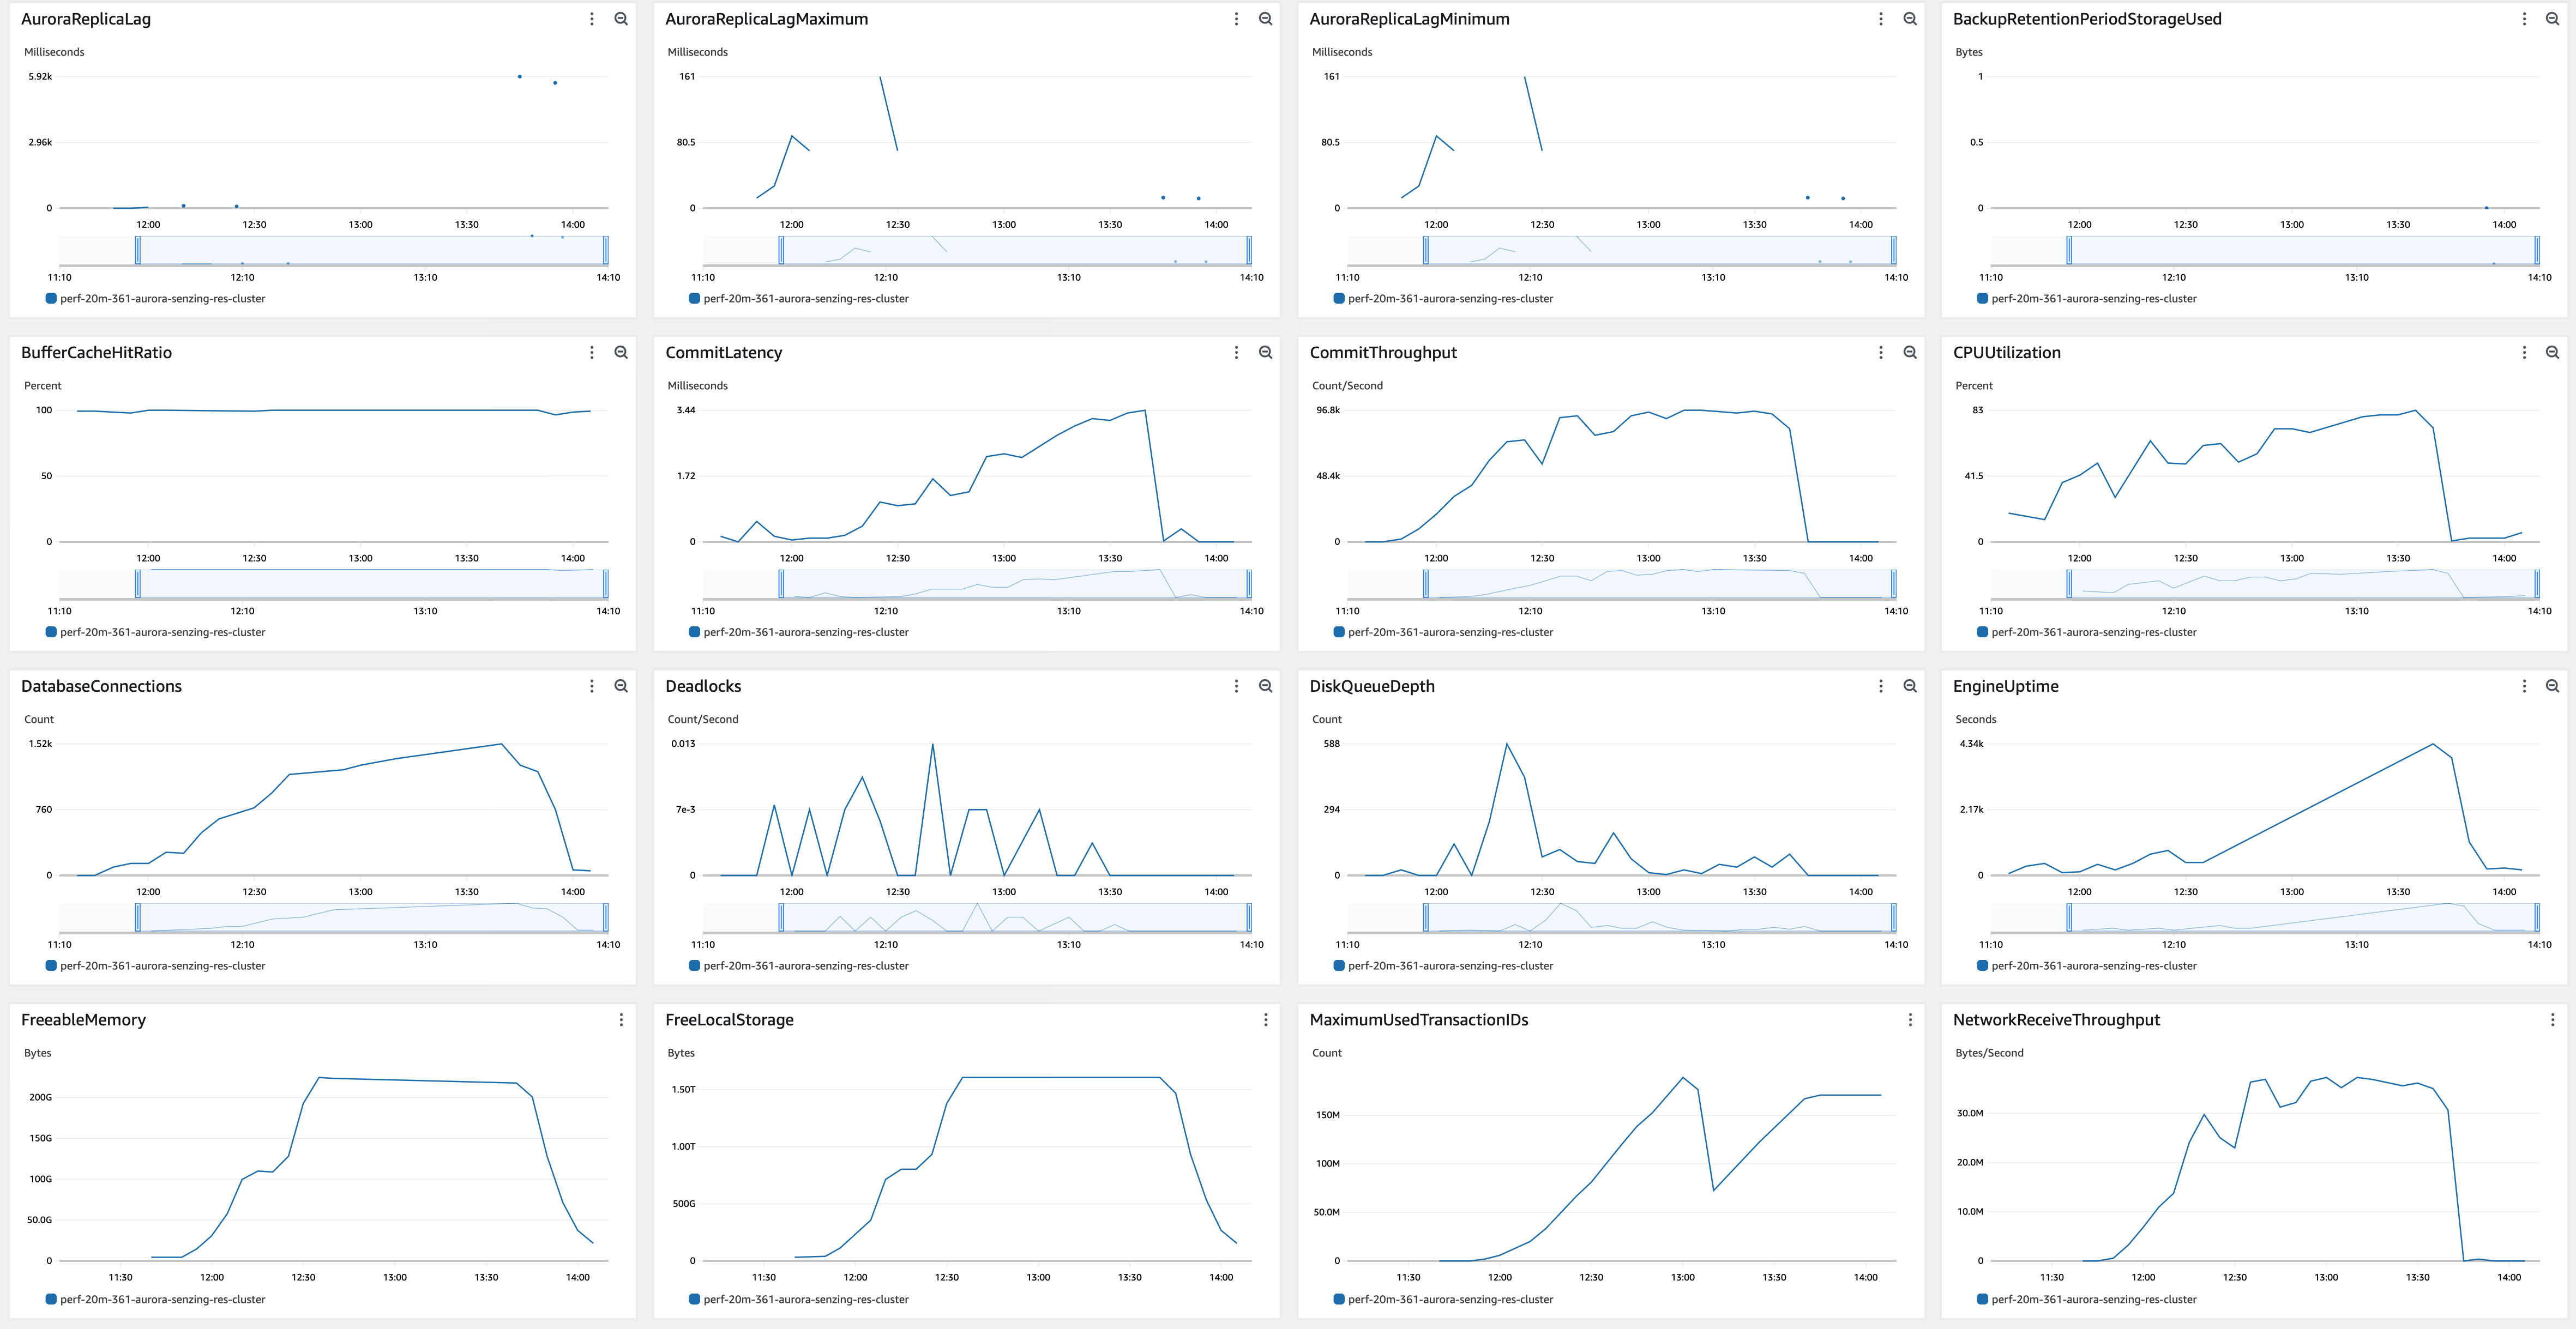 AuroraReplicaLag
Milliseconds
5.92k
2.96k
0
12:00 12:30 13:00 13:30 14:00
11:10 12:10 13:10 14:10
perf-20m-361-aurora-senzing-res-cluster
AuroraReplicaLagMaximum
Milliseconds
161
80.5
0
12:00 12:30 13:00 13:30 14:00
11:10 12:10 13:10 14:10
perf-20m-361-aurora-senzing-res-cluster
AuroraReplicaLagMinimum
Milliseconds
161
80.5
0
12:00 12:30 13:00 13:30 14:00
11:10 12:10 13:10 14:10
perf-20m-361-aurora-senzing-res-cluster
BackupRetentionPeriodStorageUsed
Bytes
1
0.5
0
12:00 12:30 13:00 13:30 14:00
11:10 12:10 13:10 14:10
perf-20m-361-aurora-senzing-res-cluster
BufferCacheHitRatio
Percent
100
50
0
12:00 12:30 13:00 13:30 14:00
11:10 12:10 13:10 14:10
perf-20m-361-aurora-senzing-res-cluster
CommitLatency
Milliseconds
3.44
1.72
0
12:00 12:30 13:00 13:30 14:00
11:10 12:10 13:10 14:10
perf-20m-361-aurora-senzing-res-cluster
CommitThroughput
Count/Second
96.8k
48.4k
0
12:00 12:30 13:00 13:30 14:00
11:10 12:10 13:10 14:10
perf-20m-361-aurora-senzing-res-cluster
CPUUtilization
Percent
83
41.5
0
12:00 12:30 13:00 13:30 14:00
11:10 12:10 13:10 14:10
perf-20m-361-aurora-senzing-res-cluster
DatabaseConnections
Count
1.52k
760
0
12:00 12:30 13:00 13:30 14:00
11:10 12:10 13:10 14:10
perf-20m-361-aurora-senzing-res-cluster
Deadlocks
Count/Second
0.013
7e-3
0
12:00 12:30 13:00 13:30 14:00
11:10 12:10 13:10 14:10
perf-20m-361-aurora-senzing-res-cluster
DiskQueueDepth
Count
588
294
0
12:00 12:30 13:00 13:30 14:00
11:10 12:10 13:10 14:10
perf-20m-361-aurora-senzing-res-cluster
EngineUptime
Seconds
4.34k
2.17k
0
12:00 12:30 13:00 13:30 14:00
11:10 12:10 13:10 14:10
perf-20m-361-aurora-senzing-res-cluster
FreeableMemory
Bytes
200G
150G
100G
50.0G
0
11:30 12:00 12:30 13:00 13:30 14:00
perf-20m-361-aurora-senzing-res-cluster
FreeLocalStorage
Bytes
1.50T
1.00T
500G
0
11:30 12:00 12:30 13:00 13:30 14:00
perf-20m-361-aurora-senzing-res-cluster
MaximumUsedTransactionIDs
Count
150M
100M
50.0M
0
11:30 12:00 12:30 13:00 13:30 14:00
perf-20m-361-aurora-senzing-res-cluster
NetworkReceiveThroughput
Bytes/Second
30.0M
20.0M
10.0M
0
11:30 12:00 12:30 13:00 13:30 14:00
perf-20m-361-aurora-senzing-res-cluster